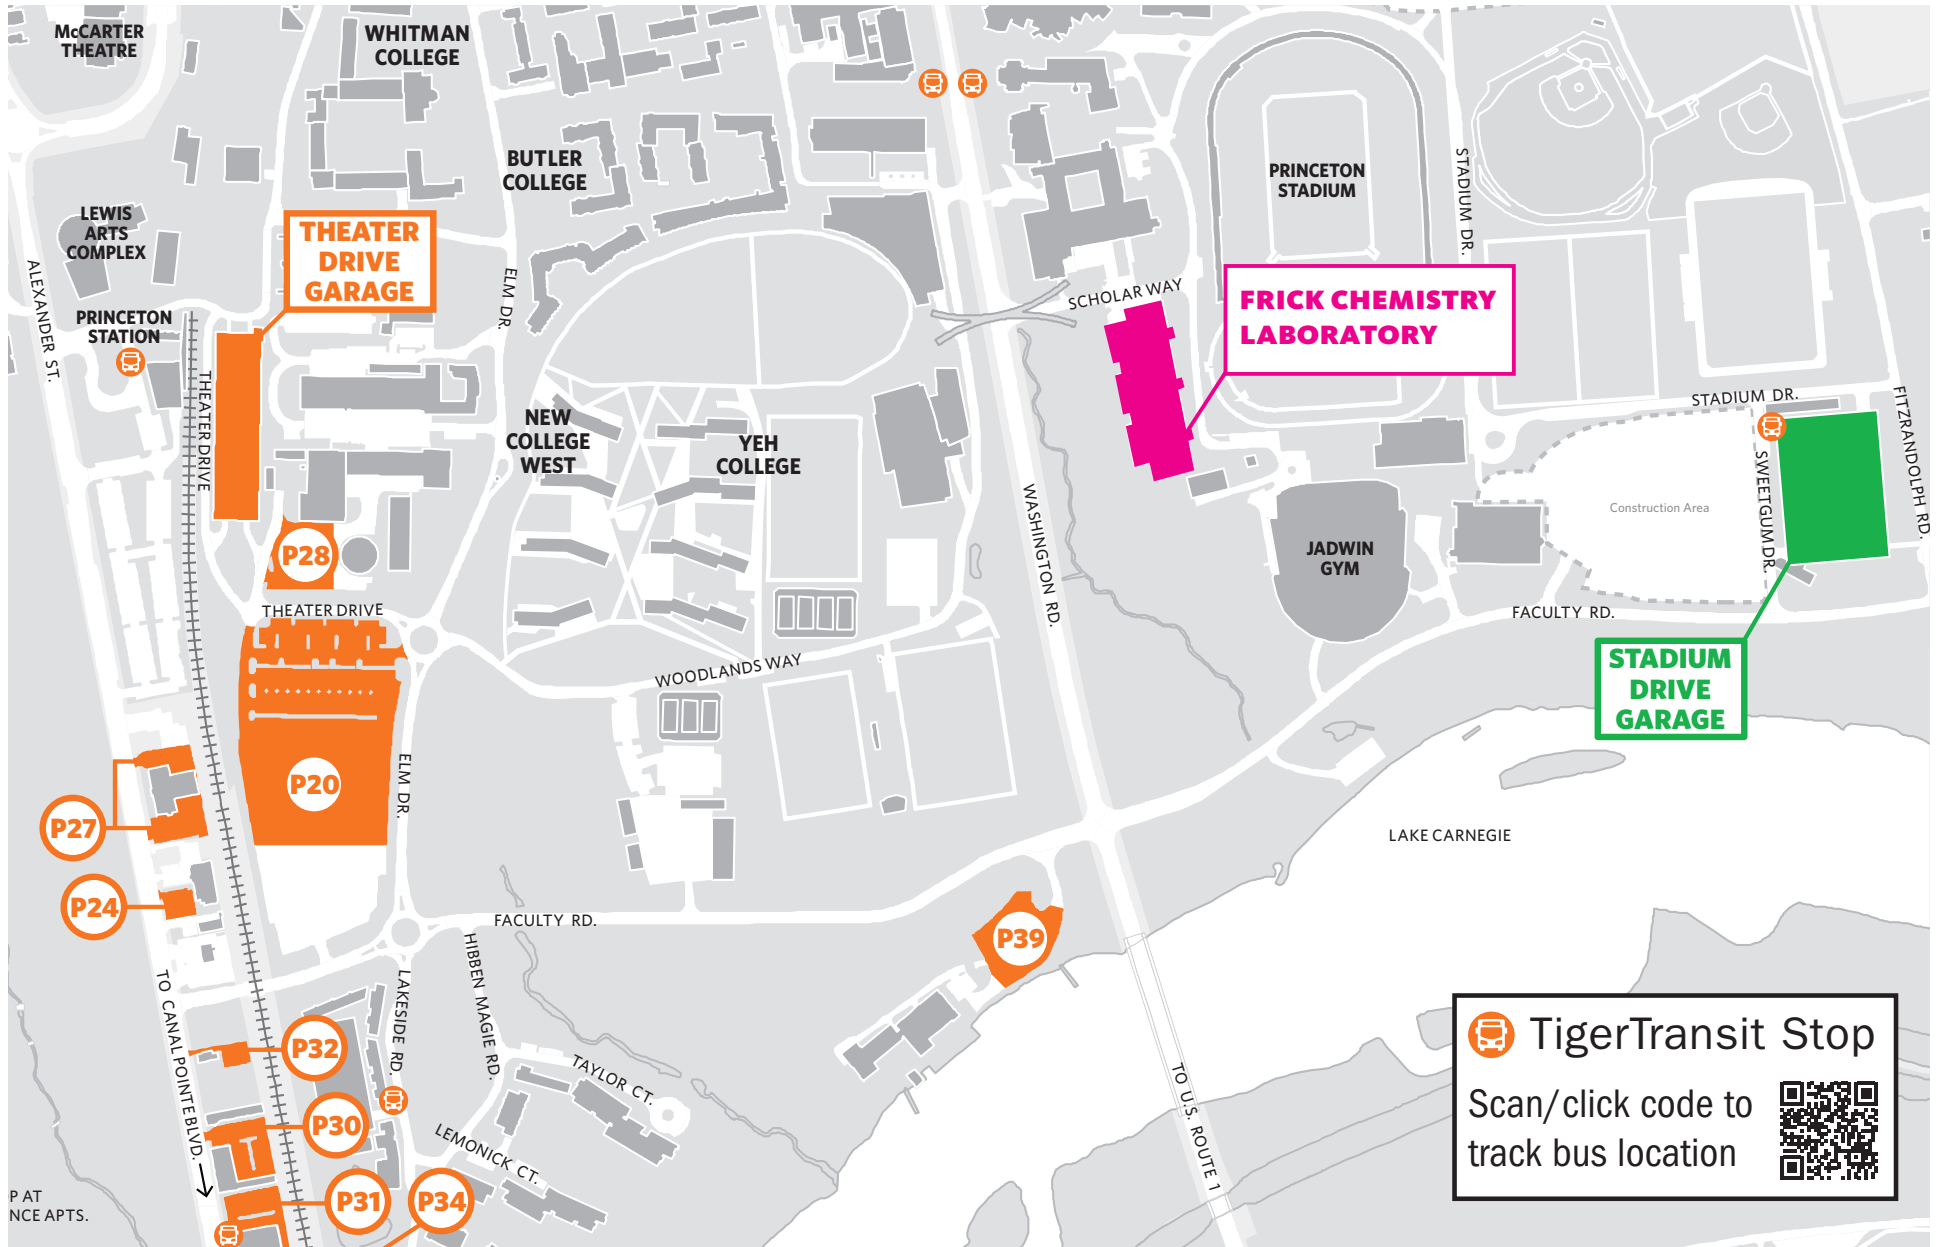 McCARTER
THEATRE
WHITMAN
COLLEGE
BUTLER
COLLEGE
PRINCETON
STADIUM
STADIUM DR.
LEWIS
ARTS
COMPLEX
THEATER
DRIVE
GARAGE
ALEXANDER ST.
ELM DR.
PRINCETON
STATION
SCHOLAR WAY
FRICK CHEMISTRY
LABORATORY
THEATER DRIVE
NEW
COLLEGE
WEST
YEH
COLLEGE
STADIUM DR.
FITZRANDOLPH RD.
SWEETGUM DR.
Construction Area
WASHINGTON RD.
JADWIN
GYM
P28
THEATER DRIVE
FACULTY RD.
WOODLANDS WAY
STADIUM
DRIVE
GARAGE
P20
ELM DR.
P27
LAKE CARNEGIE
P24
FACULTY RD.
P39
HIBBEN MAGIE RD.
LAKESIDE RD.
TO CANAL POINTE BLVD.
P32
TAYLOR CT.
P30
LEMONICK CT.
TO U.S. ROUTE 1
P31
P34
P AT
NCE APTS.
TigerTransit Stop
Scan/click code to
track bus location